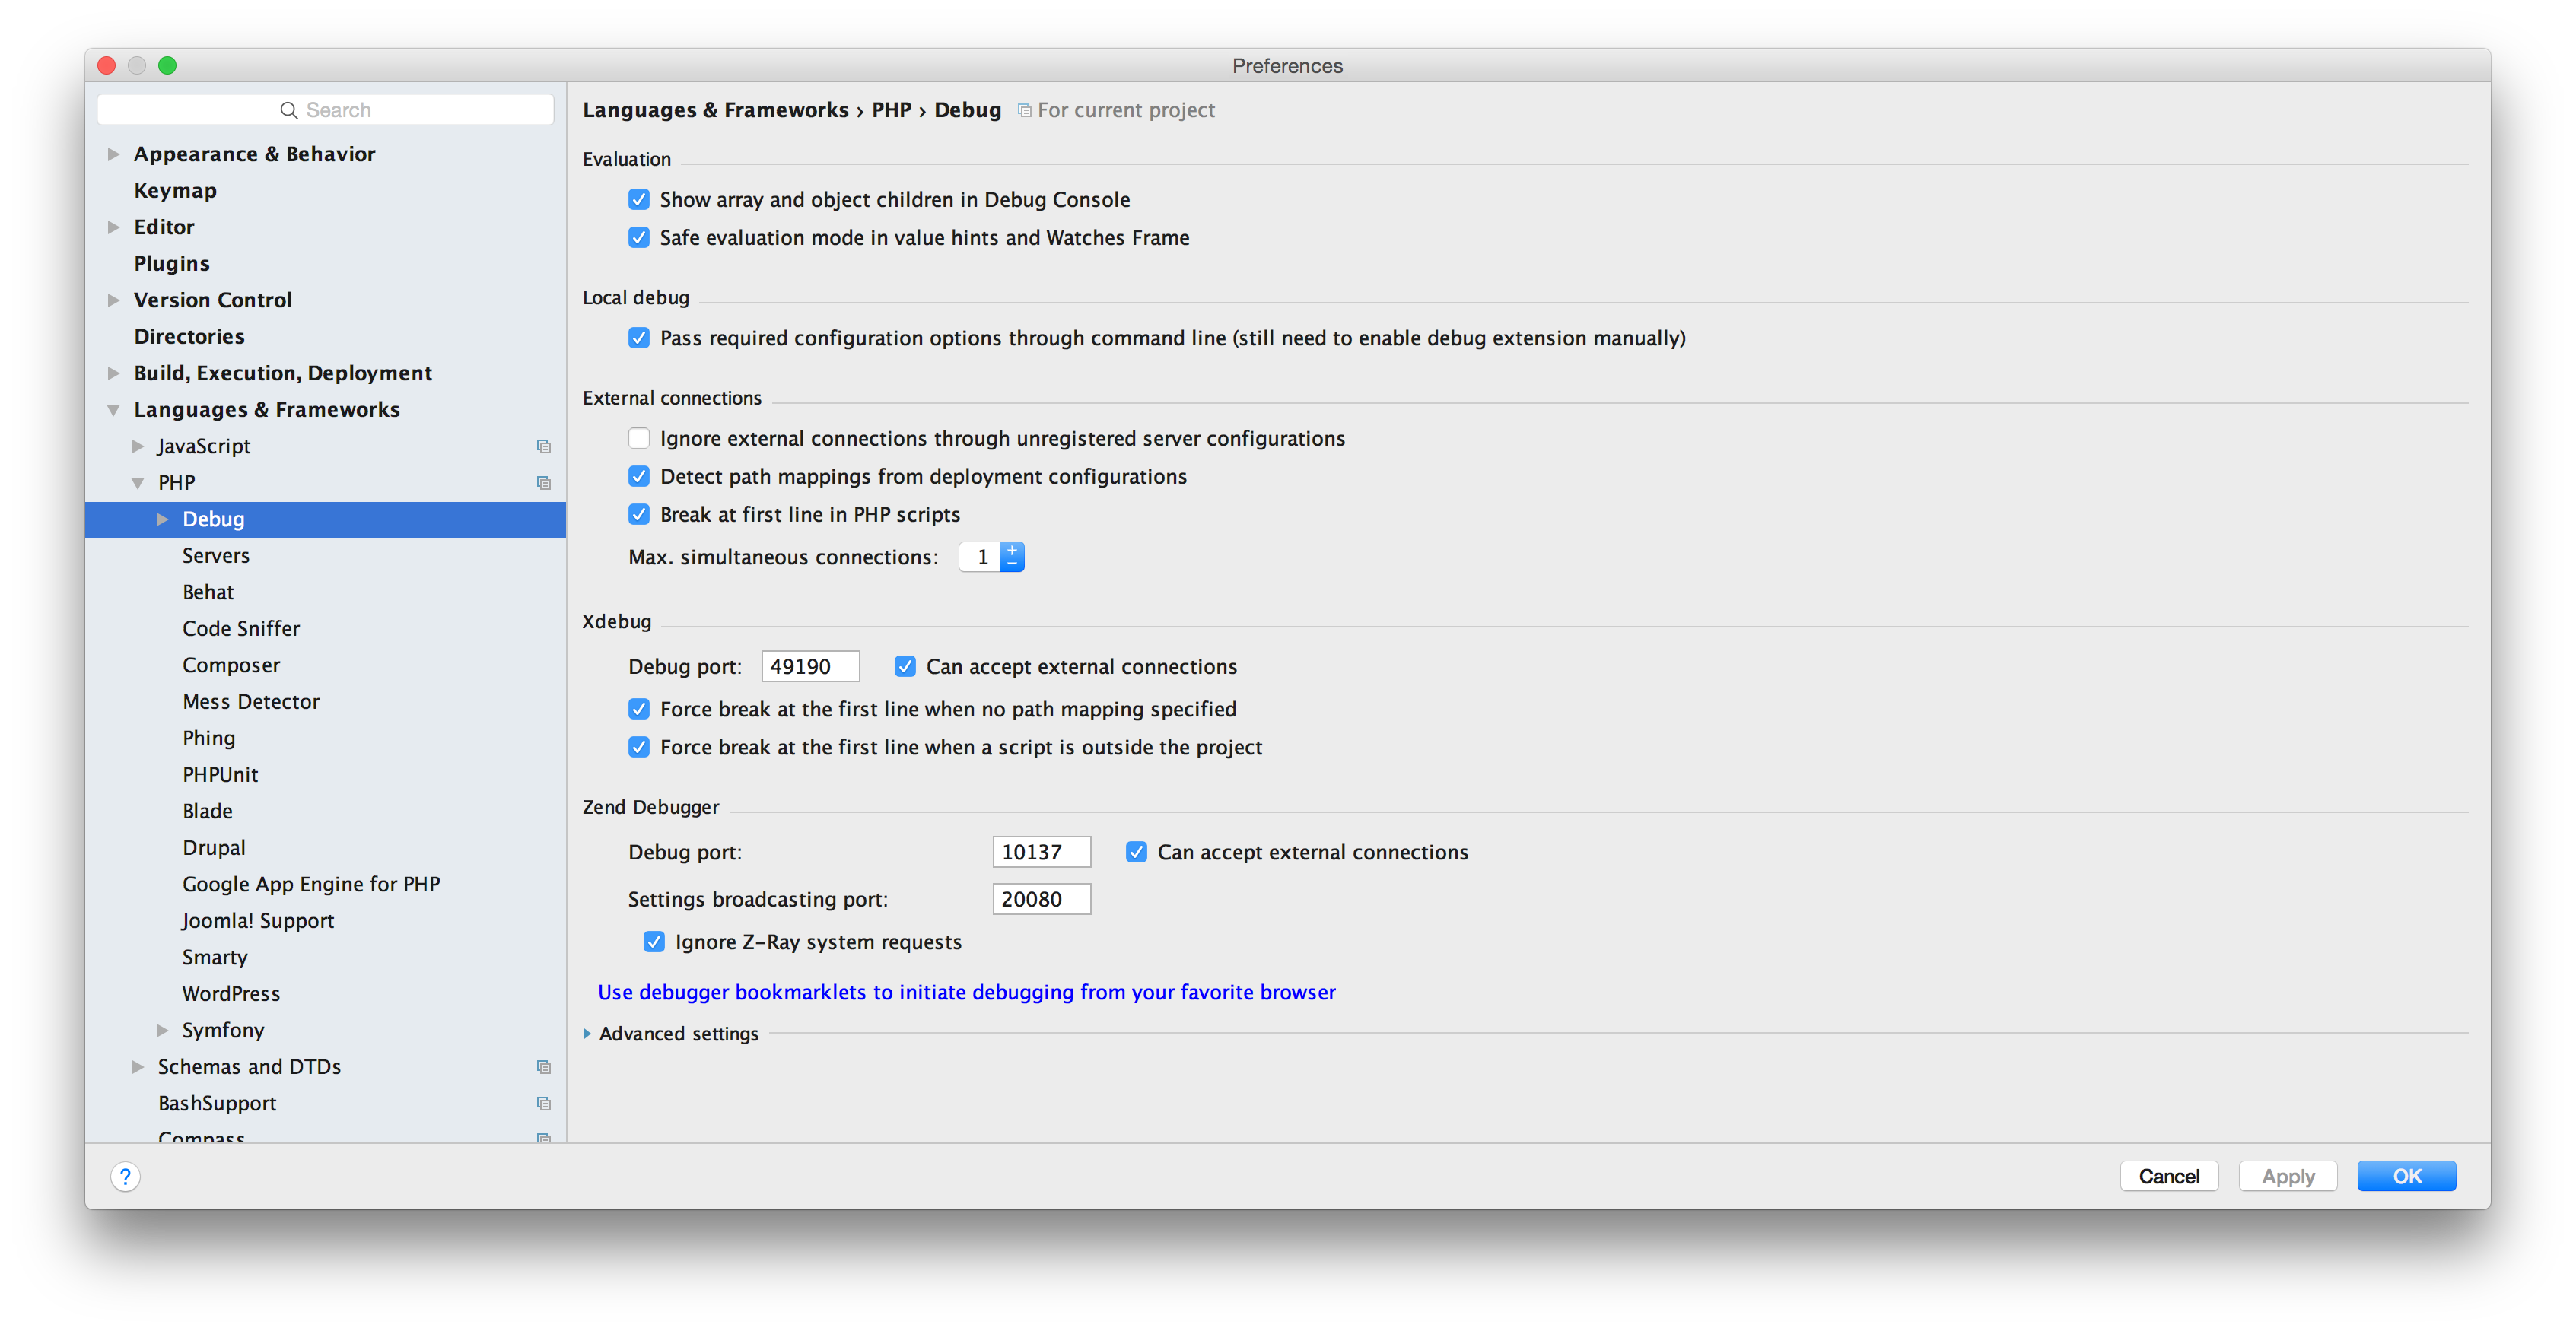 Preferences
Search
Appearance & Behavior
Keymap
Editor
Plugins
Version Control
Directories
Build, Execution, Deployment
Languages & Frameworks
JavaScript
PHP
Debug
Servers
Behat
Code Sniffer
Composer
Mess Detector
Phing
PHPUnit
Blade
Drupal
Google App Engine for PHP
Joomla! Support
Smarty
WordPress
Symfony
Schemas and DTDs
BashSupport
Compass
Languages & Frameworks › PHP › Debug For current project
Evaluation
Show array and object children in Debug Console
Safe evaluation mode in value hints and Watches Frame
Local debug
Pass required configuration options through command line (still need to enable debug extension manually)
External connections
Ignore external connections through unregistered server configurations
Detect path mappings from deployment configurations
Break at first line in PHP scripts
Max. simultaneous connections: 1
Xdebug
Debug port: 49190 Can accept external connections
Force break at the first line when no path mapping specified
Force break at the first line when a script is outside the project
Zend Debugger
Debug port: 10137 Can accept external connections
Settings broadcasting port: 20080
Ignore Z-Ray system requests
Use debugger bookmarklets to initiate debugging from your favorite browser
Advanced settings
? Cancel Apply OK